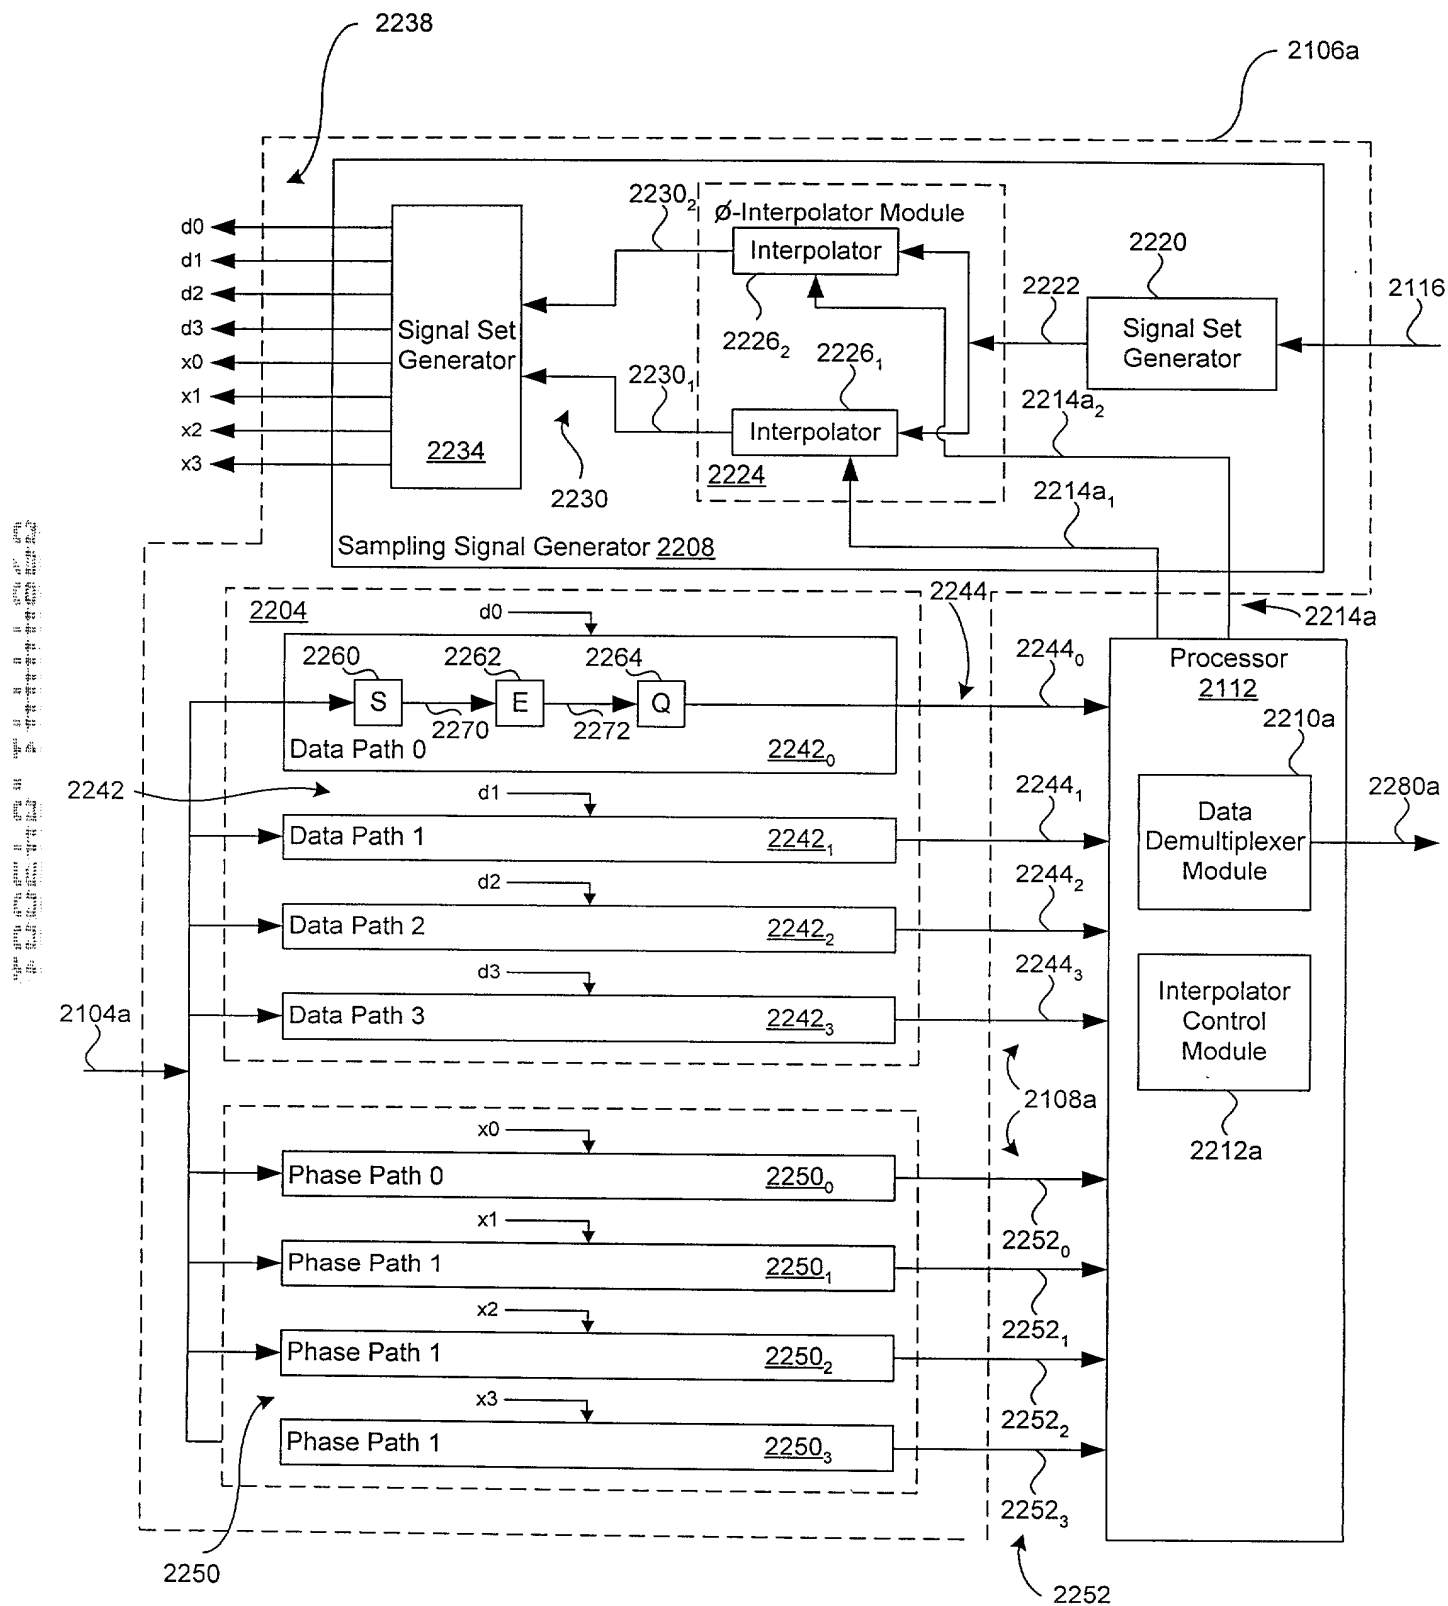 2238
2106a
d0
d1
d2
d3
x0
x1
x2
x3
Signal Set
Generator
2234
2230₂
2230₁
2230
Ø-Interpolator Module
Interpolator
2226₂
2226₁
Interpolator
2224
2222
2220
Signal Set
Generator
2116
2214a₂
2214a₁
Sampling Signal Generator 2208
2214a
2204
d0
2260
2262
2264
S
E
Q
2270
2272
Data Path 0
2242₀
2244
2244₀
2242
d1
Data Path 1
2242₁
2244₁
d2
Data Path 2
2242₂
2244₂
d3
Data Path 3
2242₃
2244₃
2104a
2108a
Processor
2112
2210a
Data
Demultiplexer
Module
2280a
Interpolator
Control
Module
2212a
x0
Phase Path 0
2250₀
2252₀
x1
Phase Path 1
2250₁
2252₁
x2
Phase Path 1
2250₂
2252₂
x3
Phase Path 1
2250₃
2252₃
2250
2252